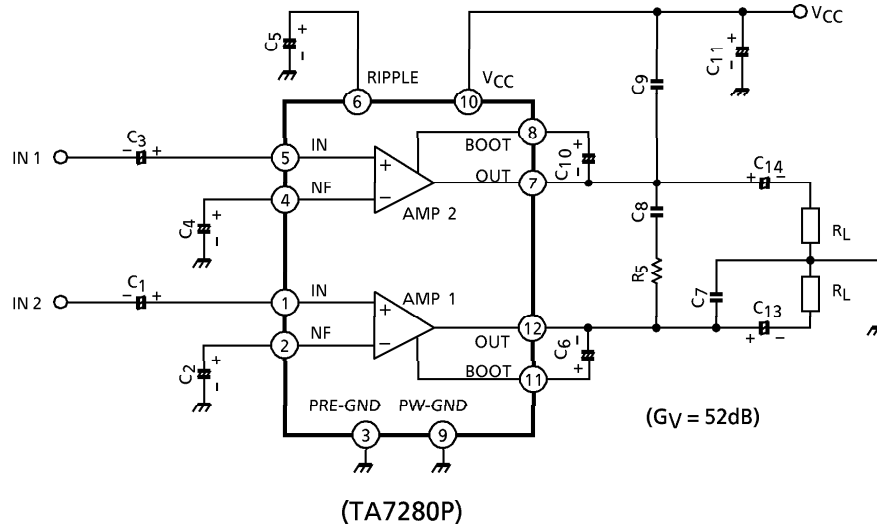 VCC
C5 + −
RIPPLE
VCC
C9
C11 + −
6
10
8
BOOT
+
C10
−
C3
IN 1
− +
5
IN
+
OUT
7
C14
+ −
4
NF
−
AMP 2
C4 + −
C8
RL
R5
C1
IN 2
− +
1
IN
AMP 1
+
C7
RL
C13
12
OUT
−
C6
+
+ −
2
NF
−
C2 + −
BOOT
11
PRE-GND
PW-GND
3
9
(GV = 52dB)
(TA7280P)